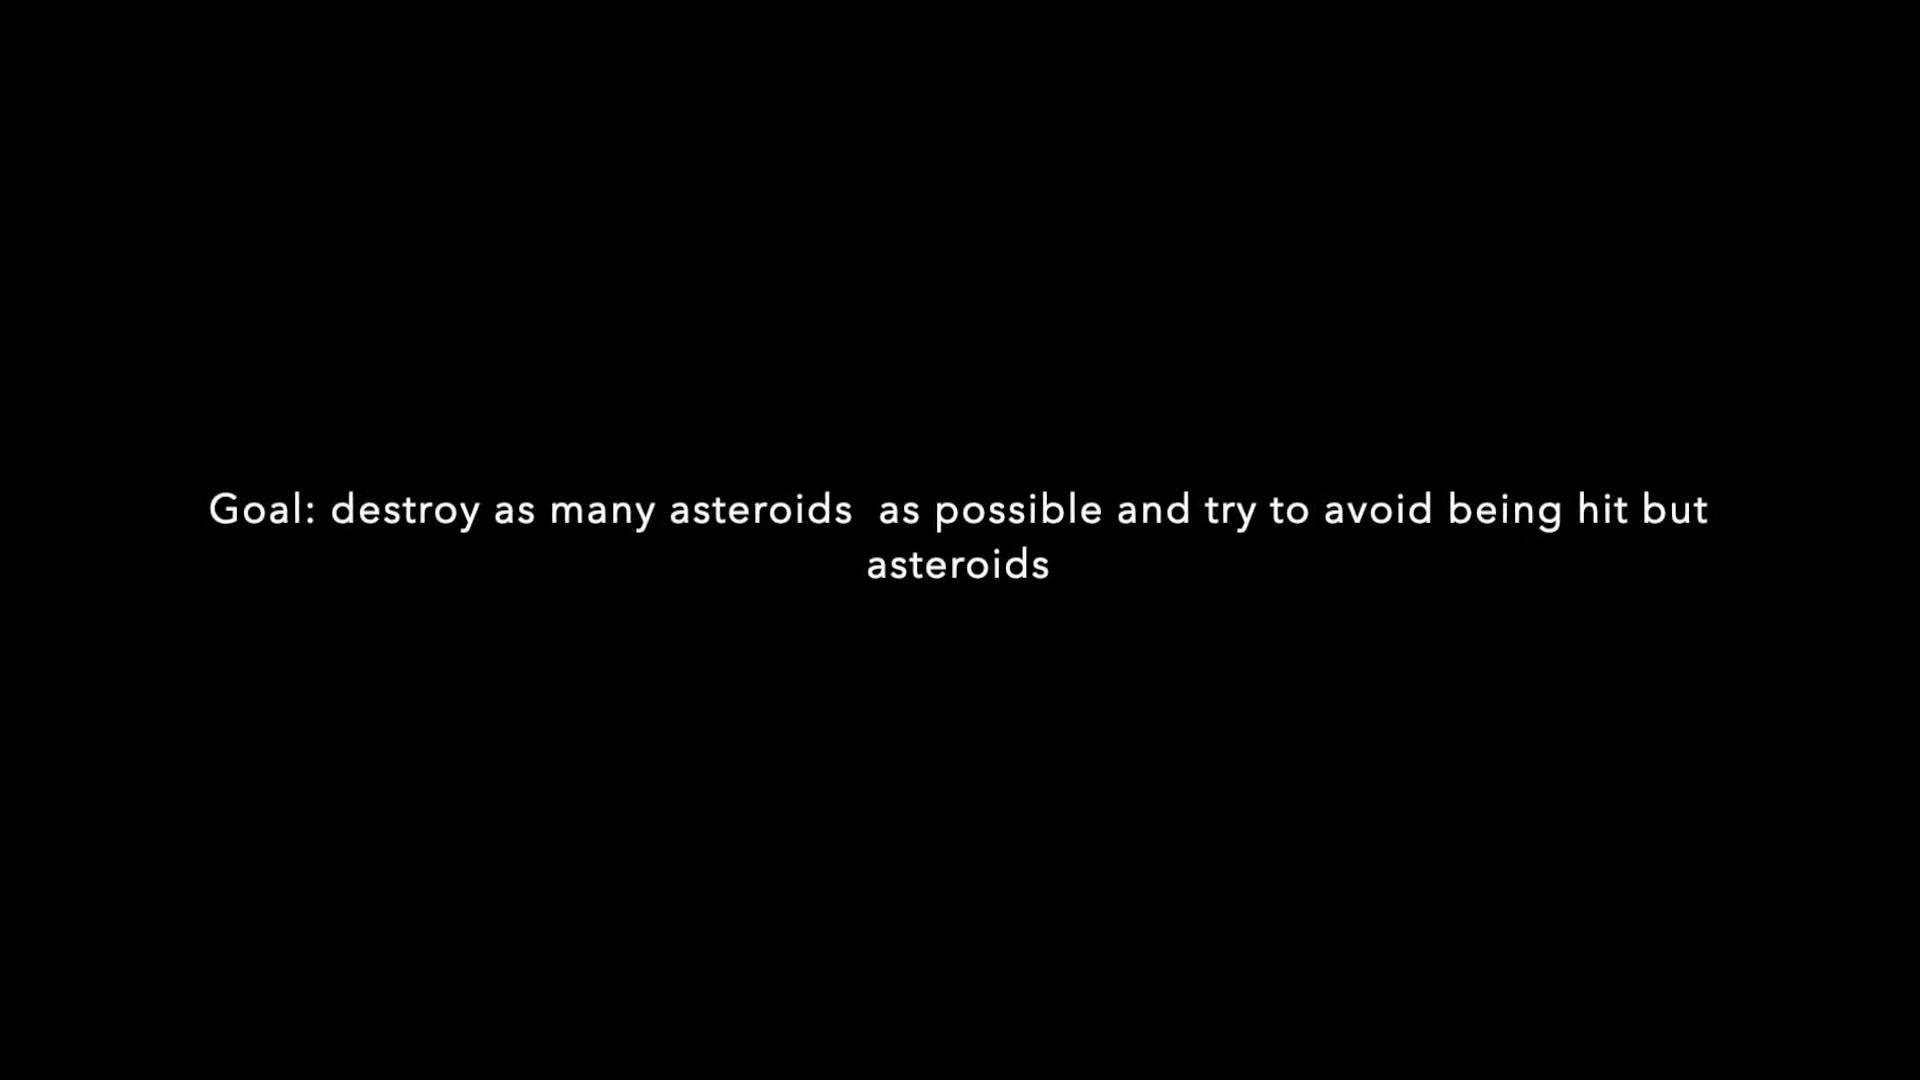 Goal: destroy as many asteroids  as possible and try to avoid being hit but
asteroids